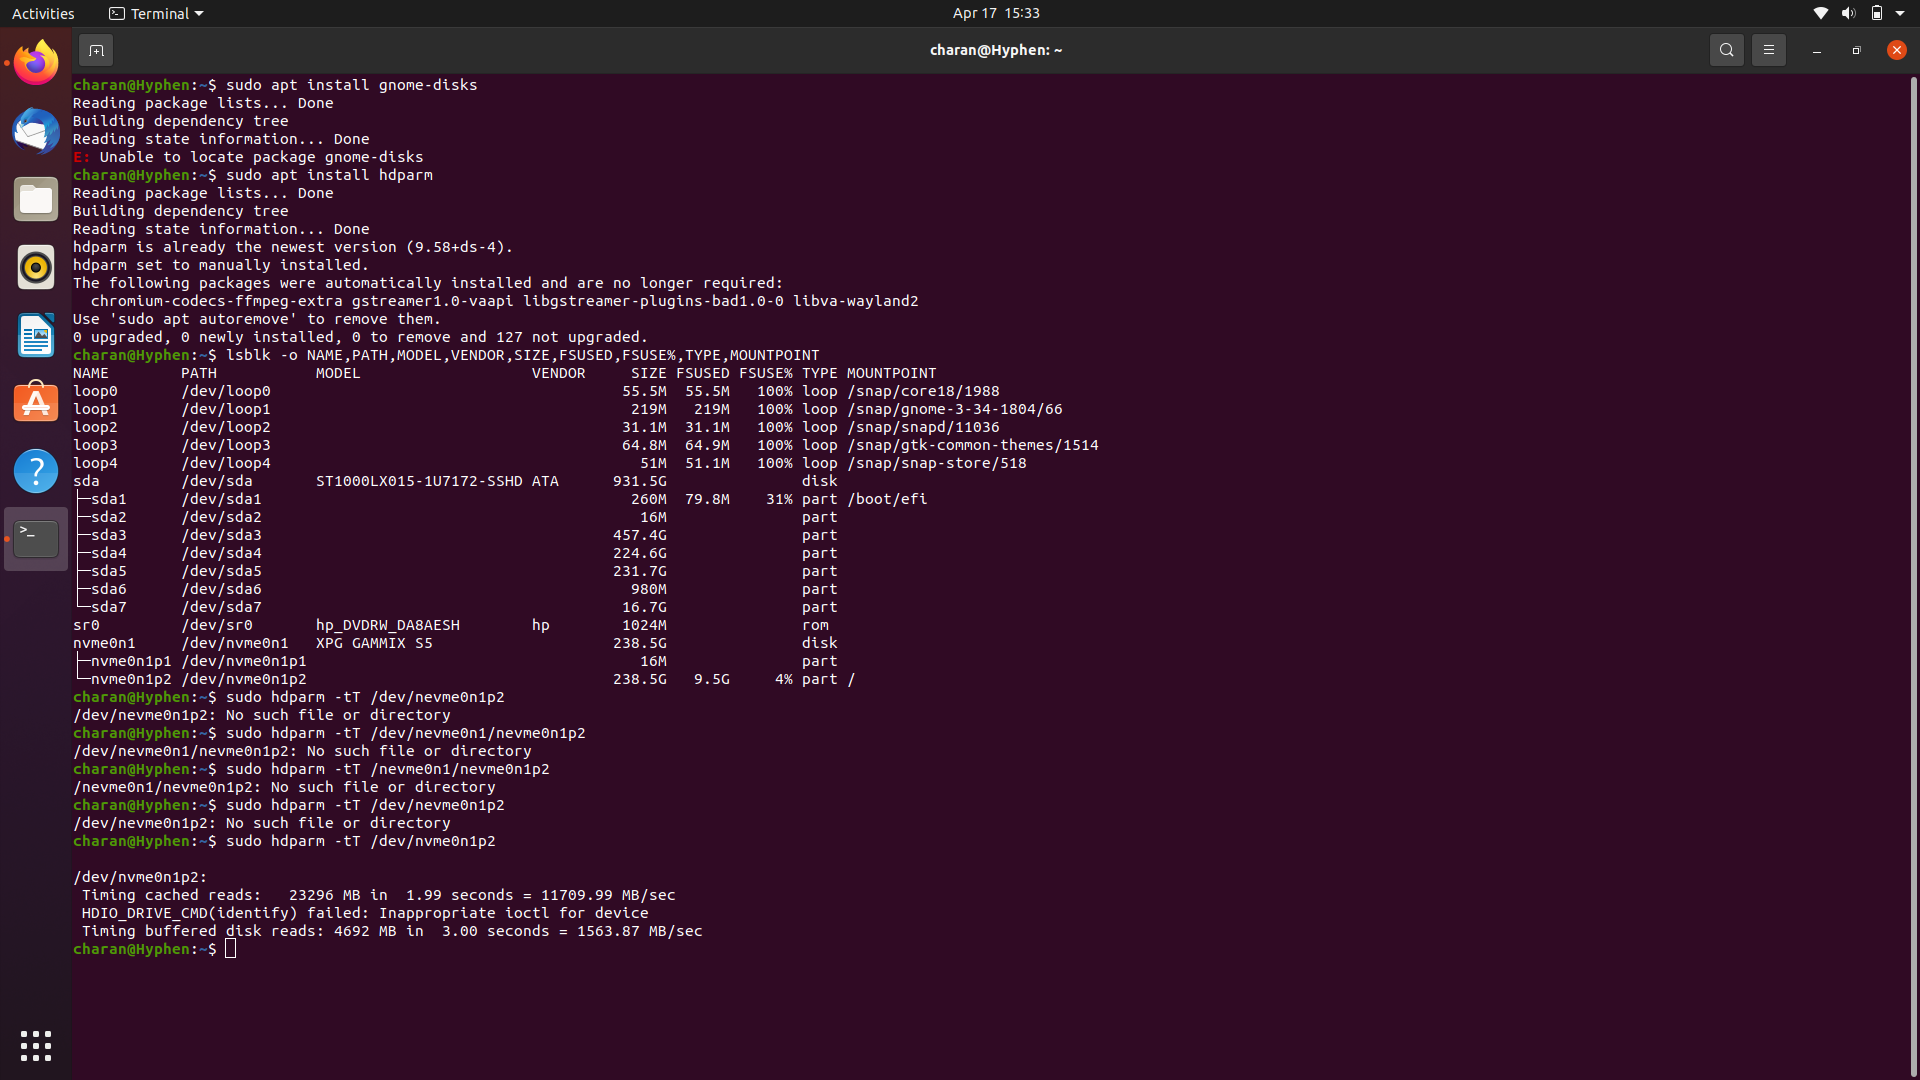 Activities Terminal Apr 17 15:33
charan@Hyphen: ~
charan@Hyphen:~$ sudo apt install gnome-disks
Reading package lists... Done
Building dependency tree
Reading state information... Done
E: Unable to locate package gnome-disks
charan@Hyphen:~$ sudo apt install hdparm
Reading package lists... Done
Building dependency tree
Reading state information... Done
hdparm is already the newest version (9.58+ds-4).
hdparm set to manually installed.
The following packages were automatically installed and are no longer required:
  chromium-codecs-ffmpeg-extra gstreamer1.0-vaapi libgstreamer-plugins-bad1.0-0 libva-wayland2
Use 'sudo apt autoremove' to remove them.
0 upgraded, 0 newly installed, 0 to remove and 127 not upgraded.
charan@Hyphen:~$ lsblk -o NAME,PATH,MODEL,VENDOR,SIZE,FSUSED,FSUSE%,TYPE,MOUNTPOINT
NAME        PATH           MODEL                   VENDOR     SIZE FSUSED FSUSE% TYPE MOUNTPOINT
loop0       /dev/loop0                                       55.5M  55.5M   100% loop /snap/core18/1988
loop1       /dev/loop1                                        219M   219M   100% loop /snap/gnome-3-34-1804/66
loop2       /dev/loop2                                       31.1M  31.1M   100% loop /snap/snapd/11036
loop3       /dev/loop3                                       64.8M  64.9M   100% loop /snap/gtk-common-themes/1514
loop4       /dev/loop4                                         51M  51.1M   100% loop /snap/snap-store/518
sda         /dev/sda       ST1000LX015-1U7172-SSHD ATA      931.5G               disk
├─sda1      /dev/sda1                                         260M  79.8M    31% part /boot/efi
├─sda2      /dev/sda2                                          16M               part
├─sda3      /dev/sda3                                       457.4G               part
├─sda4      /dev/sda4                                       224.6G               part
├─sda5      /dev/sda5                                       231.7G               part
├─sda6      /dev/sda6                                         980M               part
└─sda7      /dev/sda7                                        16.7G               part
sr0         /dev/sr0       hp_DVDRW_DA8AESH        hp        1024M               rom
nvme0n1     /dev/nvme0n1   XPG GAMMIX S5                    238.5G               disk
├─nvme0n1p1 /dev/nvme0n1p1                                     16M               part
└─nvme0n1p2 /dev/nvme0n1p2                                  238.5G   9.5G     4% part /
charan@Hyphen:~$ sudo hdparm -tT /dev/nevme0n1p2
/dev/nevme0n1p2: No such file or directory
charan@Hyphen:~$ sudo hdparm -tT /dev/nevme0n1/nevme0n1p2
/dev/nevme0n1/nevme0n1p2: No such file or directory
charan@Hyphen:~$ sudo hdparm -tT /nevme0n1/nevme0n1p2
/nevme0n1/nevme0n1p2: No such file or directory
charan@Hyphen:~$ sudo hdparm -tT /dev/nevme0n1p2
/dev/nevme0n1p2: No such file or directory
charan@Hyphen:~$ sudo hdparm -tT /dev/nvme0n1p2
/dev/nvme0n1p2:
 Timing cached reads:   23296 MB in  1.99 seconds = 11709.99 MB/sec
 HDIO_DRIVE_CMD(identify) failed: Inappropriate ioctl for device
 Timing buffered disk reads: 4692 MB in  3.00 seconds = 1563.87 MB/sec
charan@Hyphen:~$